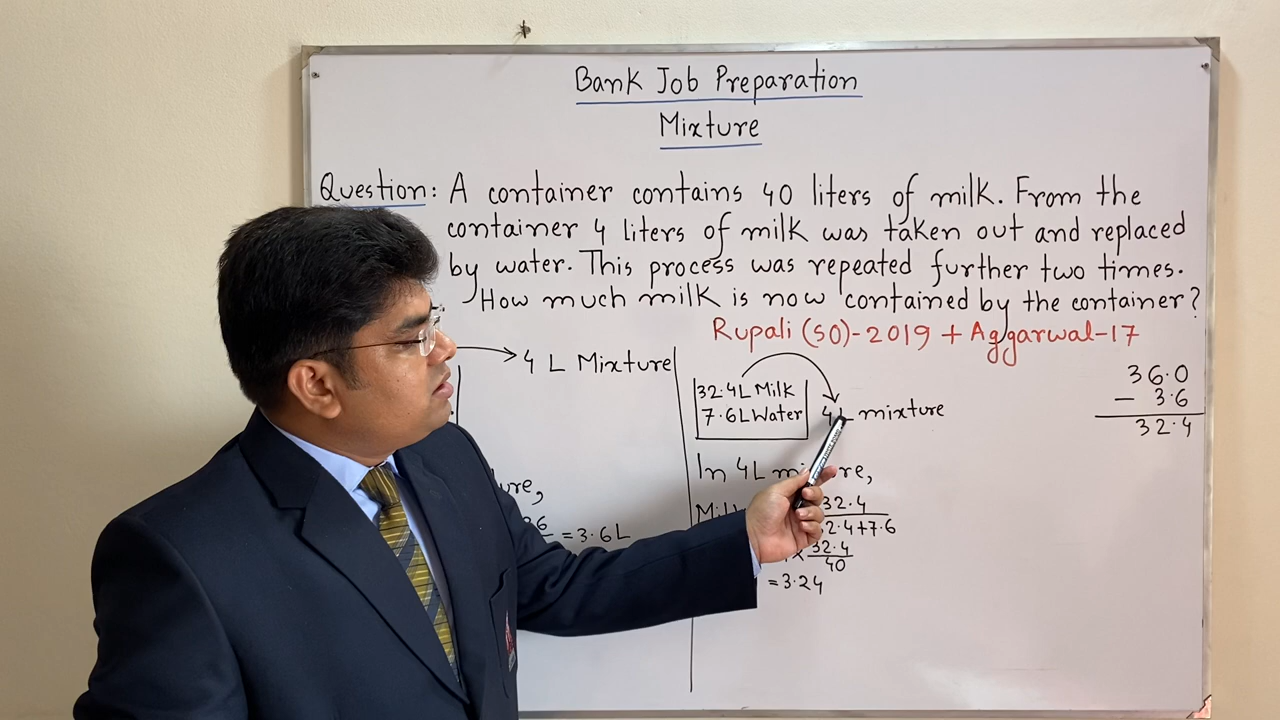 Bank Job Preparation
Mixture
Question: A container contains 40 liters of milk. From the
container 4 liters of milk was taken out and replaced
by water. This process was repeated further two times.
How much milk is now contained by the container?
Rupali (SO)-2019 + Aggarwal-17
4 L Mixture
= 3.6L
32.4L Milk
7.6L Water
4L mixture
In 4L
32.4
32.4+7.6
32.4
40
= 3.24
36.0
- 3.6
32.4